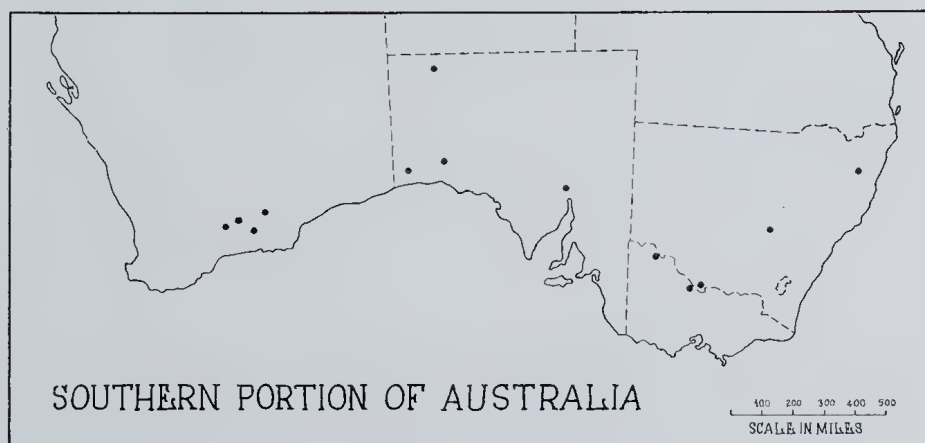 SOUTHERN PORTION OF AUSTRALIA
100 200 300 400 500
SCALE IN MILES